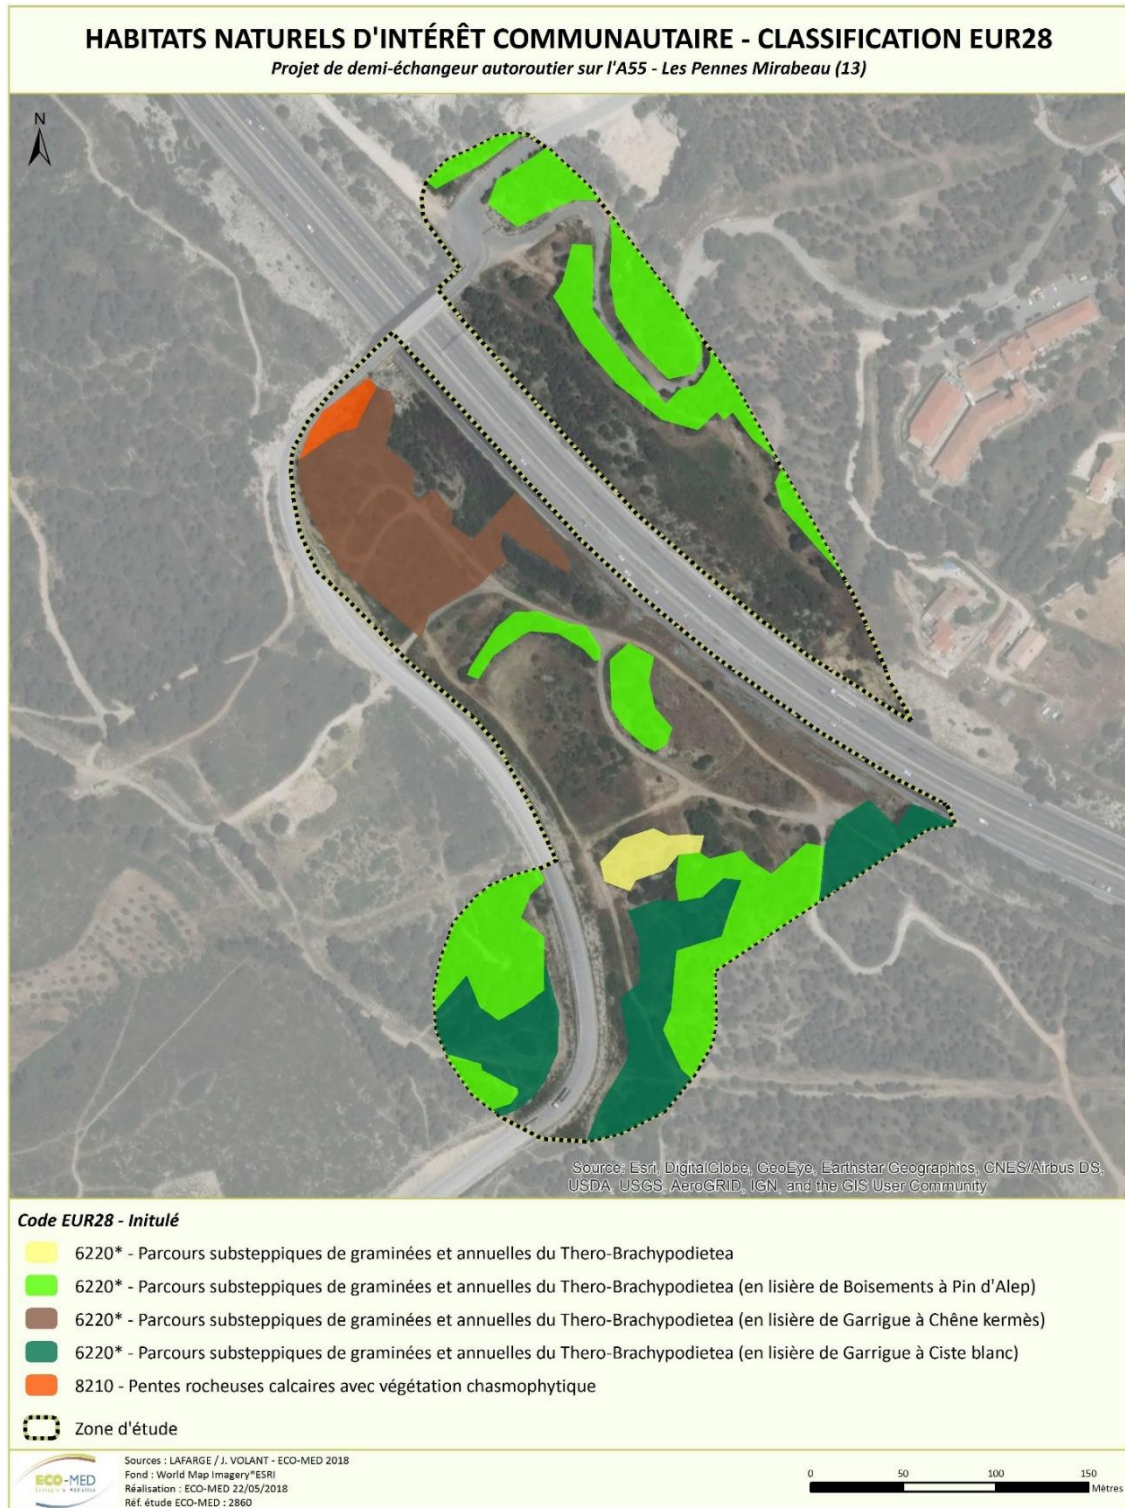 HABITATS NATURELS D'INTÉRÊT COMMUNAUTAIRE - CLASSIFICATION EUR28
Projet de demi-échangeur autoroutier sur l'A55 - Les Pennes Mirabeau (13)
N
Source: Esri, DigitalGlobe, GeoEye, Earthstar Geographics, CNES/Airbus DS,
USDA, USGS, AeroGRID, IGN, and the GIS User Community
Code EUR28 - Initulé
6220* - Parcours substeppiques de graminées et annuelles du Thero-Brachypodietea
6220* - Parcours substeppiques de graminées et annuelles du Thero-Brachypodietea (en lisière de Boisements à Pin d'Alep)
6220* - Parcours substeppiques de graminées et annuelles du Thero-Brachypodietea (en lisière de Garrigue à Chêne kermès)
6220* - Parcours substeppiques de graminées et annuelles du Thero-Brachypodietea (en lisière de Garrigue à Ciste blanc)
8210 - Pentes rocheuses calcaires avec végétation chasmophytique
Zone d'étude
ECO-MED
Sources : LAFARGE / J. VOLANT - ECO-MED 2018
Fond : World Map Imagery®ESRI
Réalisation : ECO-MED 22/05/2018
Réf. étude ECO-MED : 2860
0 50 100 150
Mètres